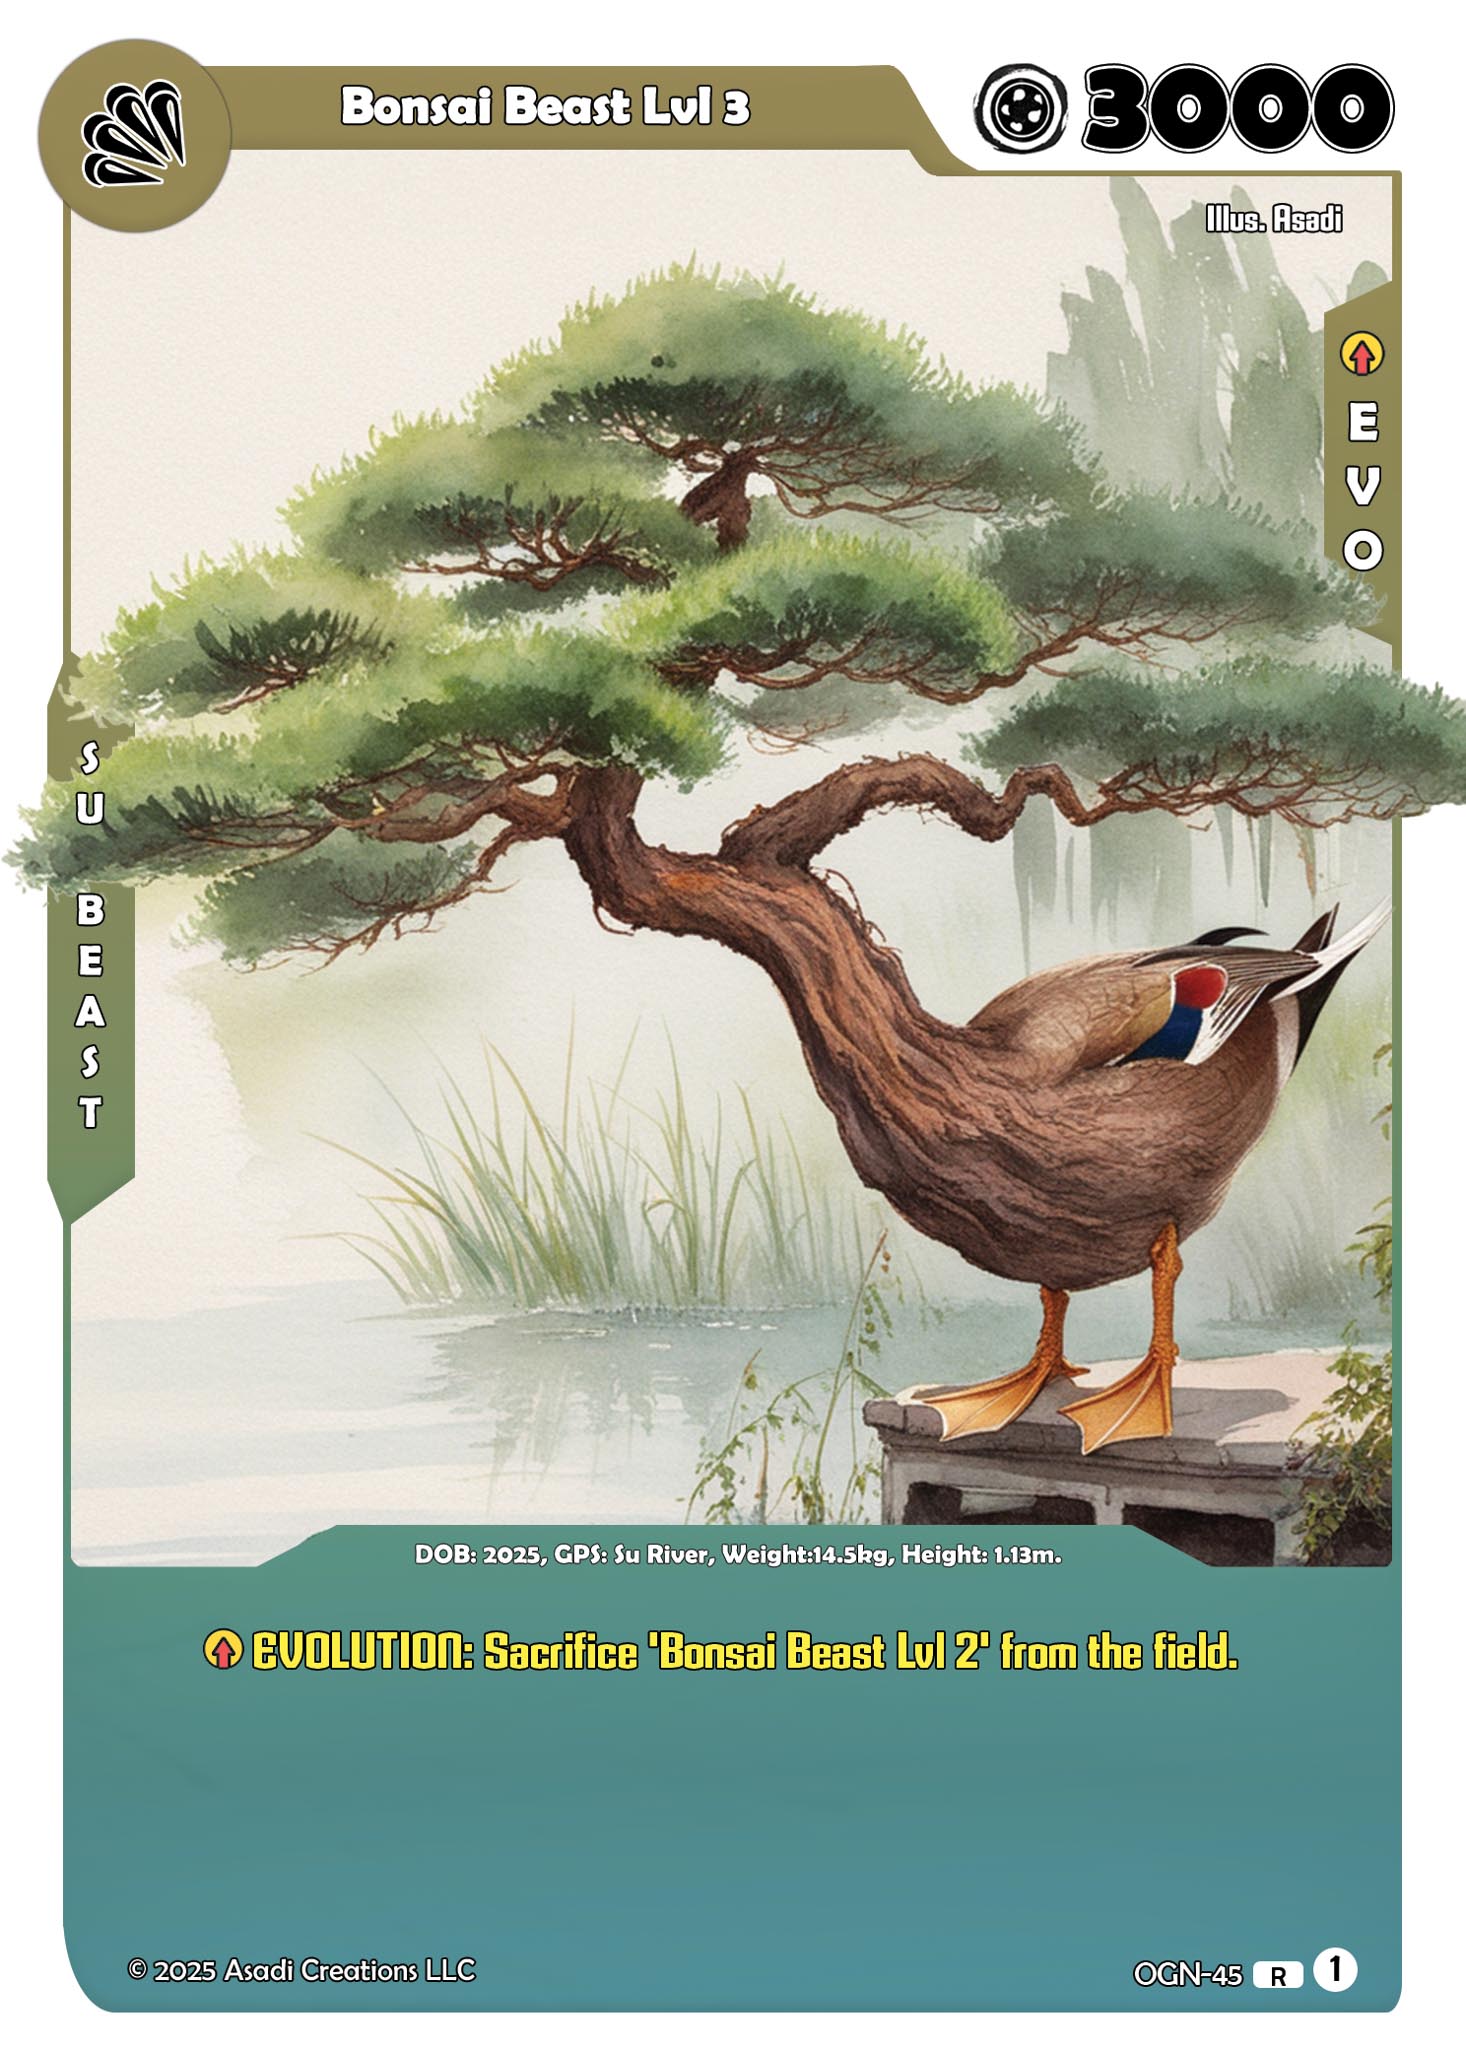 Bonsai Beast Lvl 3
3000
Illus. Asadi
EVO
SU BEAST
DOB: 2025, GPS: Su River, Weight:14.5kg, Height: 1.13m.
EVOLUTION: Sacrifice 'Bonsai Beast Lvl 2' from the field.
© 2025 Asadi Creations LLC
OGN-45 R 1